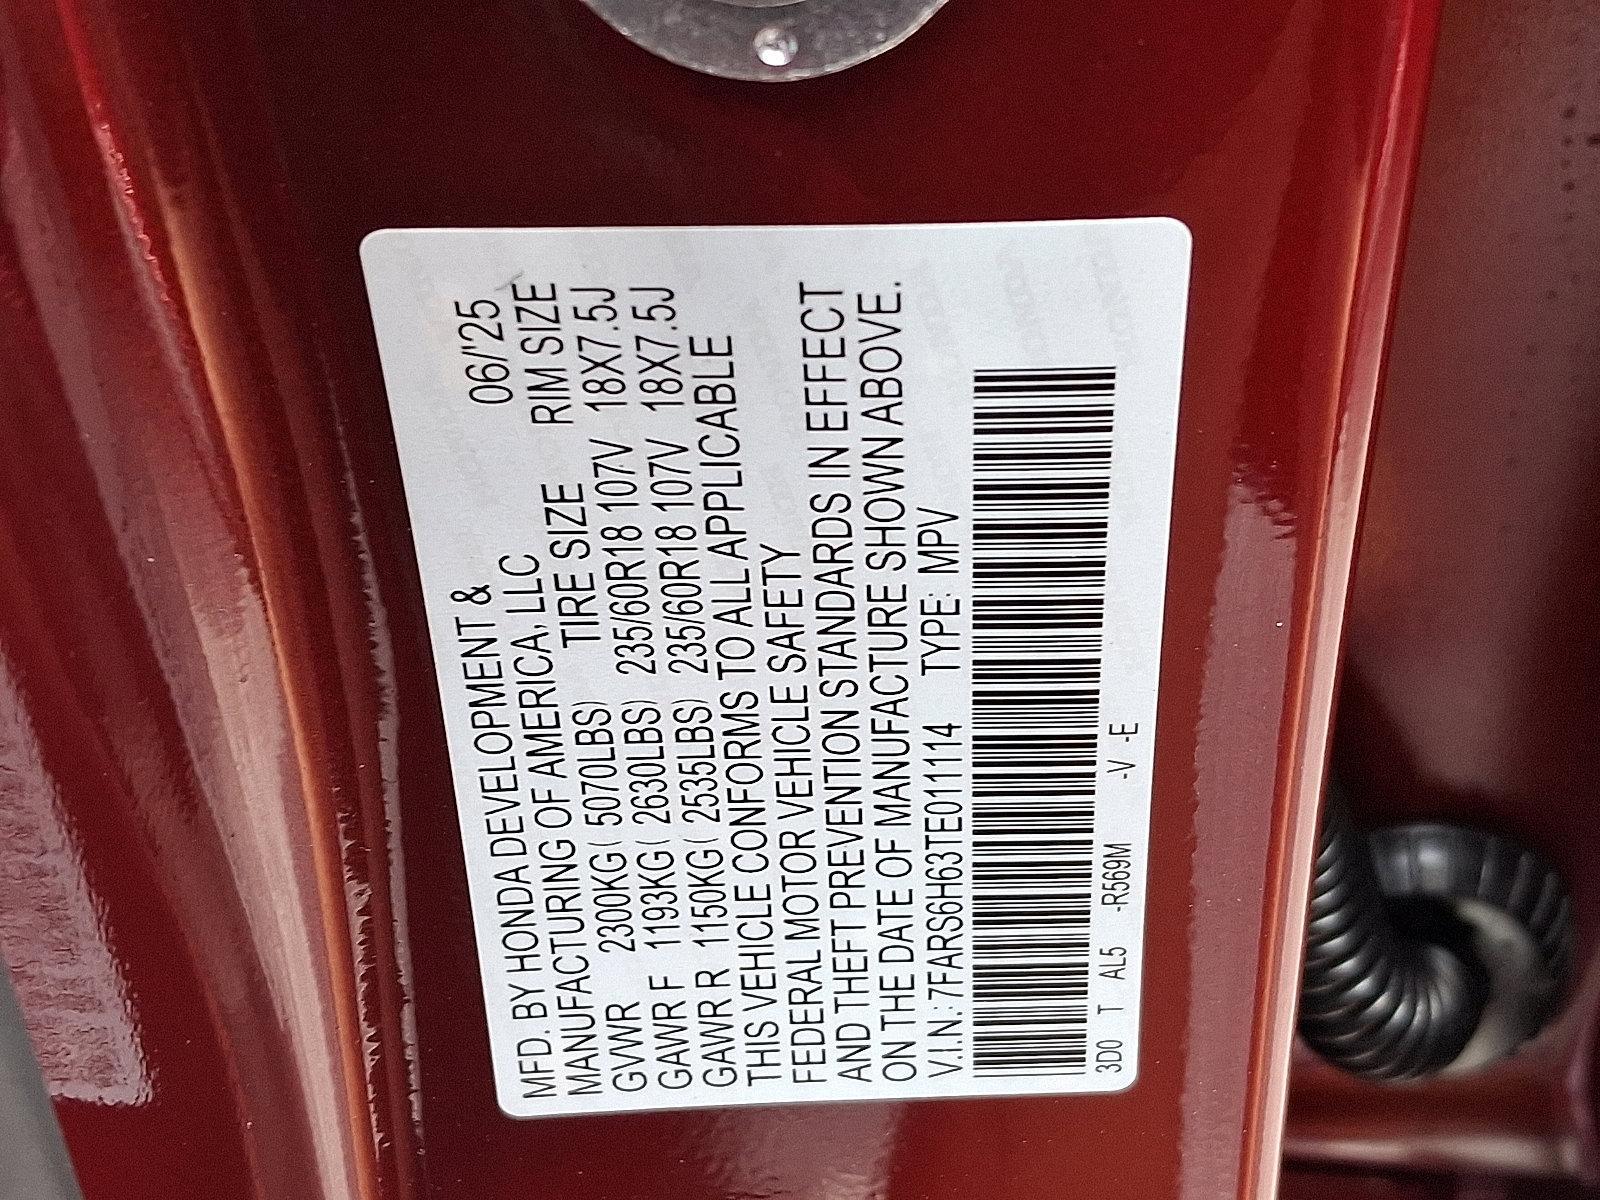 MFD. BY HONDA DEVELOPMENT & 06/'25
MANUFACTURING OF AMERICA, LLC
TIRE SIZE RIM SIZE
GVWR 2300KG( 5070LBS) 235/60R18 107V 18X7.5J
GAWR F 1193KG( 2630LBS) 235/60R18 107V 18X7.5J
GAWR R 1150KG( 2535LBS)
THIS VEHICLE CONFORMS TO ALL APPLICABLE
FEDERAL MOTOR VEHICLE SAFETY
AND THEFT PREVENTION STANDARDS IN EFFECT
ON THE DATE OF MANUFACTURE SHOWN ABOVE.
V.I.N.: 7FARS6H63TE011114 TYPE: MPV
3D0 T AL5 -R569M -V -E